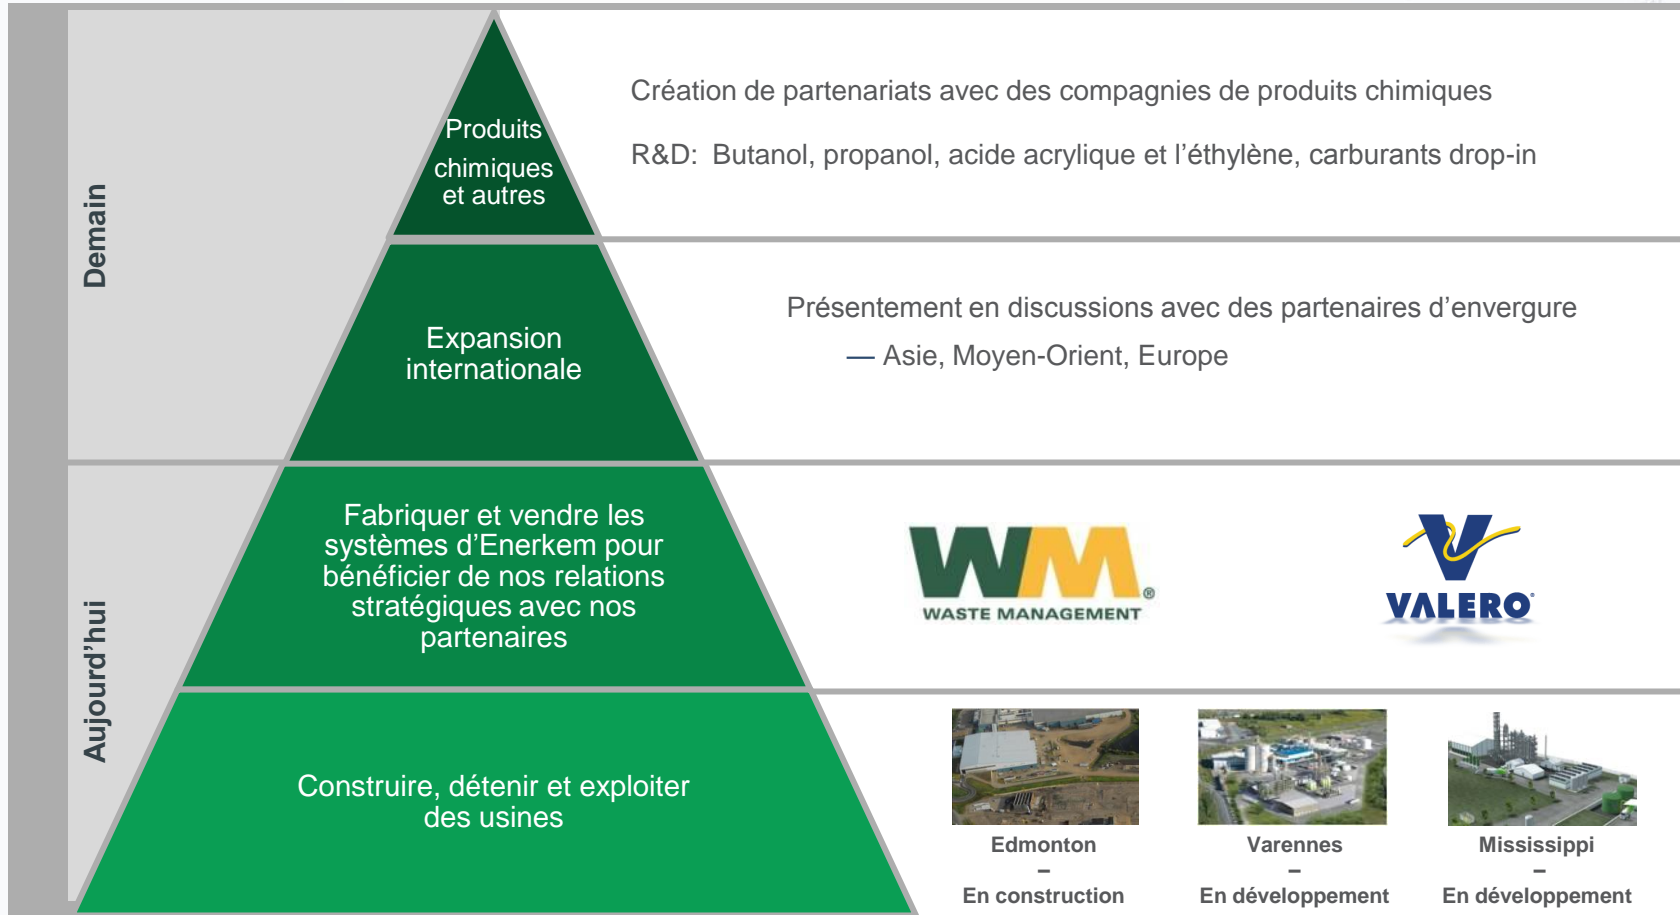 Demain
Produits
chimiques
et autres
Création de partenariats avec des compagnies de produits chimiques
R&D: Butanol, propanol, acide acrylique et l'éthylène, carburants drop-in
Expansion
internationale
Présentement en discussions avec des partenaires d'envergure
— Asie, Moyen-Orient, Europe
Aujourd'hui
Fabriquer et vendre les
systèmes d'Enerkem pour
bénéficier de nos relations
stratégiques avec nos
partenaires
WM®
WASTE MANAGEMENT
V
VALERO®
Construire, détenir et exploiter
des usines
Edmonton
–
En construction
Varennes
–
En développement
Mississippi
–
En développement